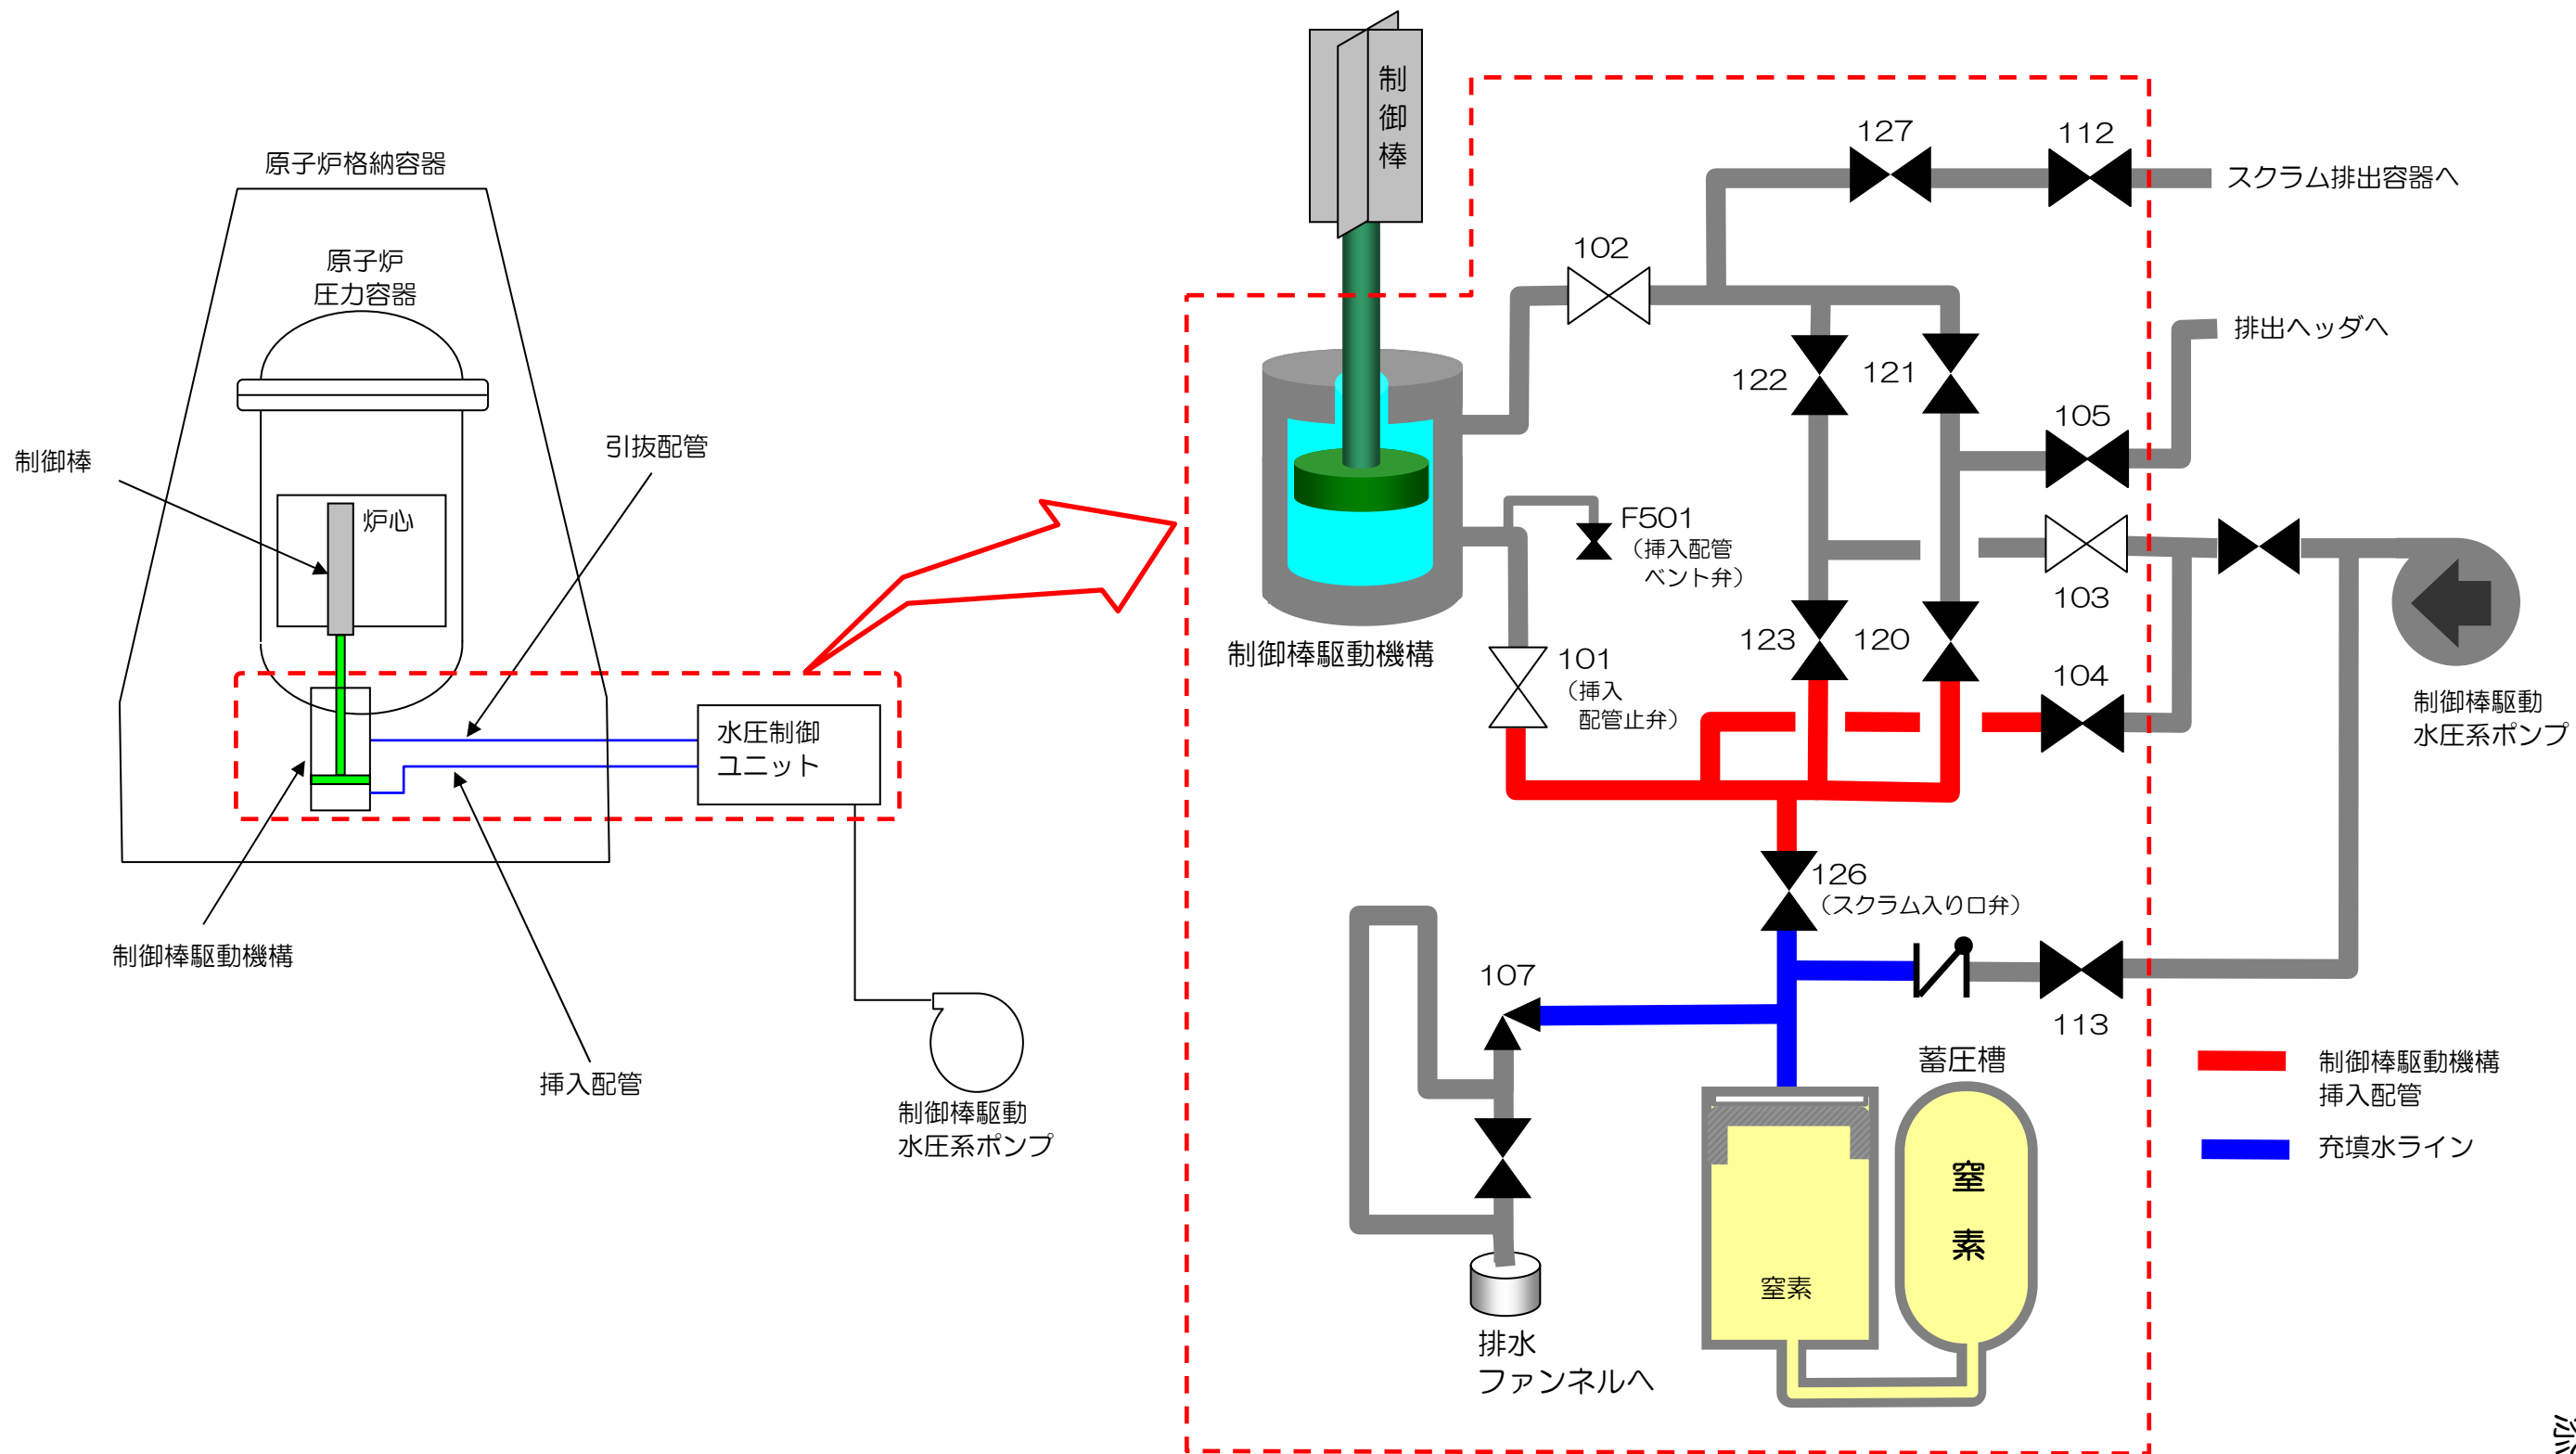 原子炉格納容器
原子炉
圧力容器
制御棒
炉心
引抜配管
水圧制御
ユニット
制御棒駆動機構
挿入配管
制御棒駆動
水圧系ポンプ
制御棒
127
112
スクラム排出容器へ
102
排出ヘッダへ
122
121
105
F501
(挿入配管
ベント弁)
103
制御棒駆動機構
101
(挿入
配管止弁)
123
120
104
制御棒駆動
水圧系ポンプ
126
(スクラム入り口弁)
107
113
蓄圧槽
制御棒駆動機構
挿入配管
充填水ライン
窒素
窒素
排水
ファンネルへ